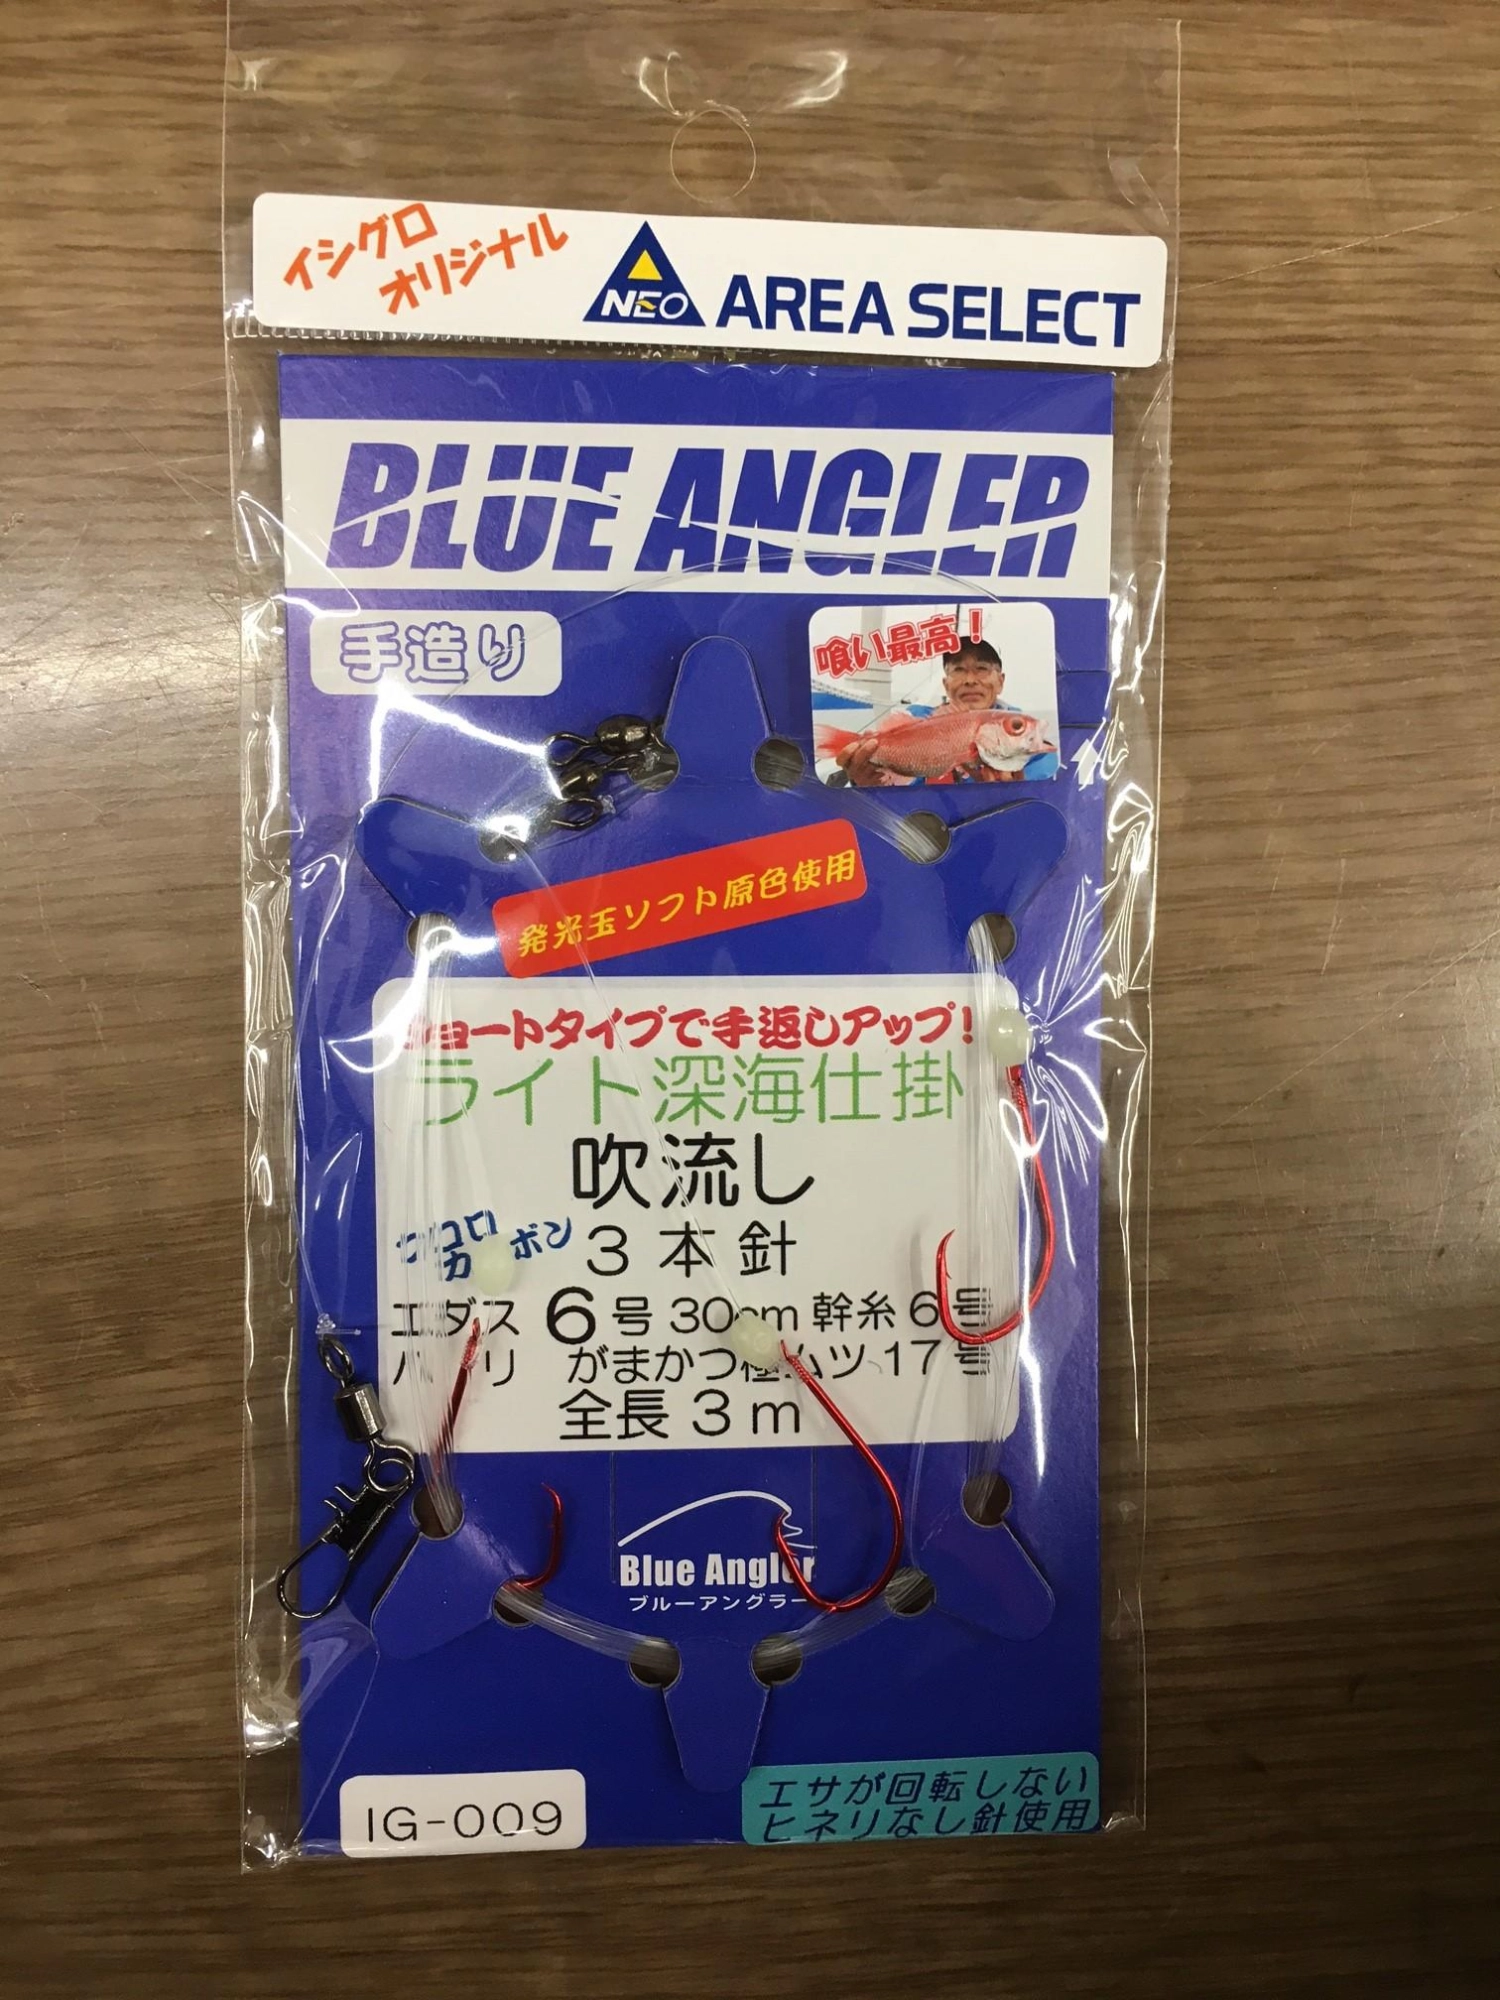 イシグロ
オリジナル
NEO AREA SELECT
BLUE ANGLER
手造り
喰い最高!
発光玉ソフト原色使用
ショートタイプで手返しアップ!
ライト深海仕掛
吹流し
カボン
3本針
エダス 6号 30cm 幹糸6号
ハリ がまかつ極ムツ17号
全長3m
Blue Angler
ブルーアングラー
IG-009
エサが回転しない
ヒネリなし針使用